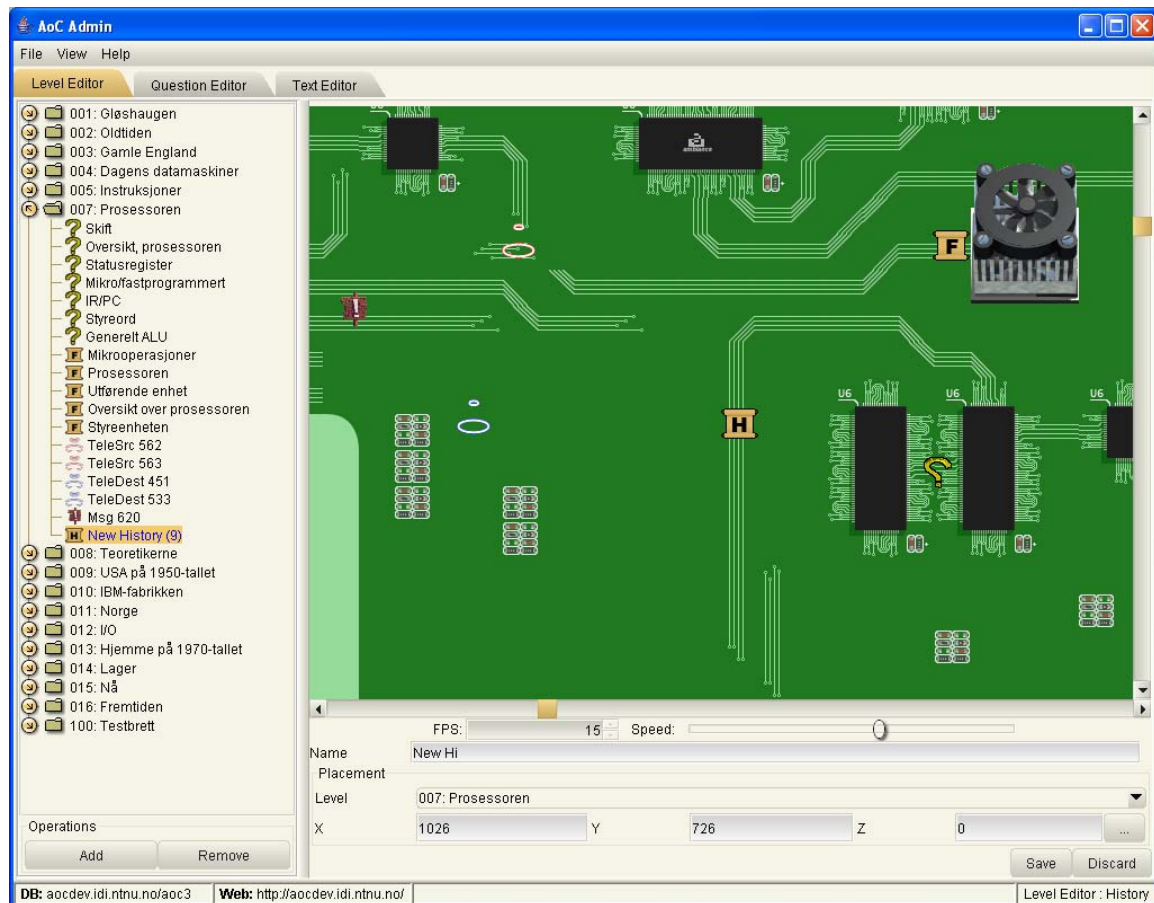 AoC Admin
File View Help
Level Editor Question Editor Text Editor
001: Gløshaugen
002: Oldtiden
003: Gamle England
004: Dagens datamaskiner
005: Instruksjoner
007: Prosessoren
Skift
Oversikt, prosessoren
Statusregister
Mikro/fastprogrammert
IR/PC
Styreord
Generelt ALU
F Mikrooperasjoner
F Prosessoren
F Utførende enhet
F Oversikt over prosessoren
F Styreenheten
TeleSrc 562
TeleSrc 563
TeleDest 451
TeleDest 533
Msg 620
H New History (9)
008: Teoretikerne
009: USA på 1950-tallet
010: IBM-fabrikken
011: Norge
012: I/O
013: Hjemme på 1970-tallet
014: Lager
015: Nå
016: Fremtiden
100: Testbrett
Operations
Add Remove
F
H
U6 U6
FPS: 15 Speed:
Name New Hi
Placement
Level 007: Prosessoren
X 1026 Y 726 Z 0 ...
Save Discard
DB: aocdev.idi.ntnu.no/aoc3 Web: http://aocdev.idi.ntnu.no/ Level Editor : History